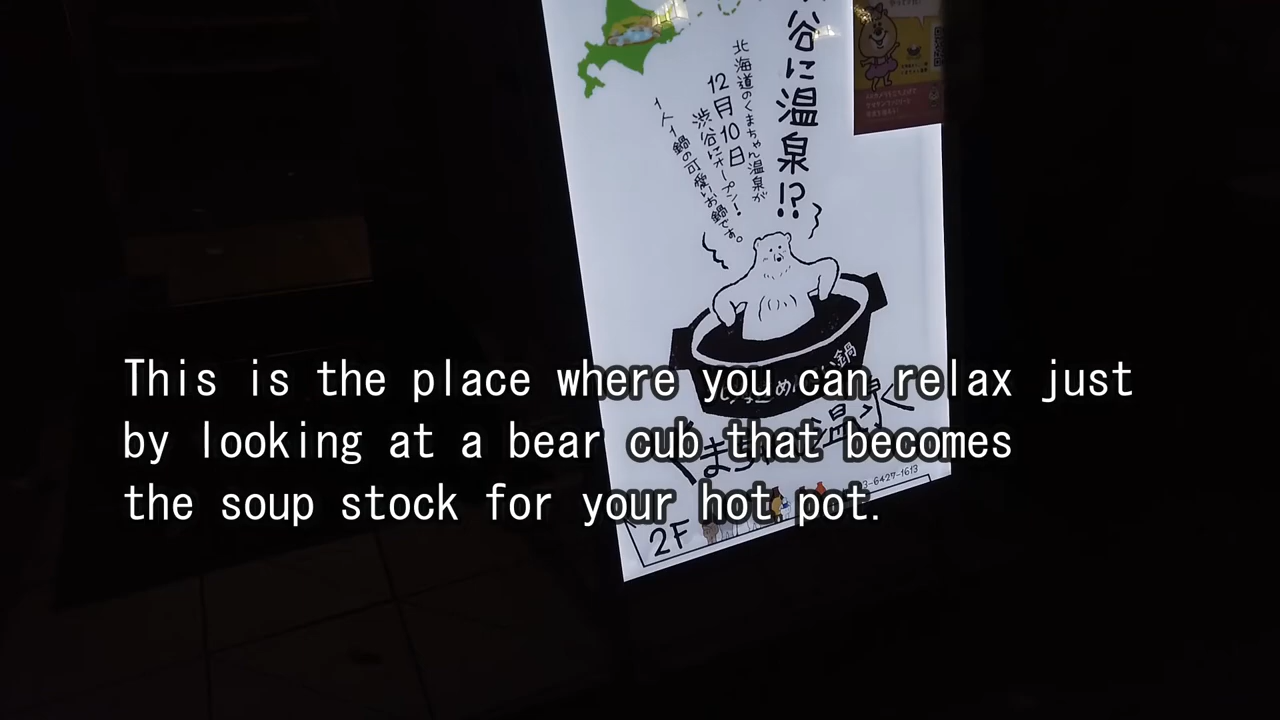 谷に温泉!?
北海道のくまちゃん温泉が
12月10日
渋谷にオープン!
1人1鍋の可愛いお鍋です。
This is the place where you can relax just
by looking at a bear cub that becomes
the soup stock for your hot pot.
3-6427-1613
2F